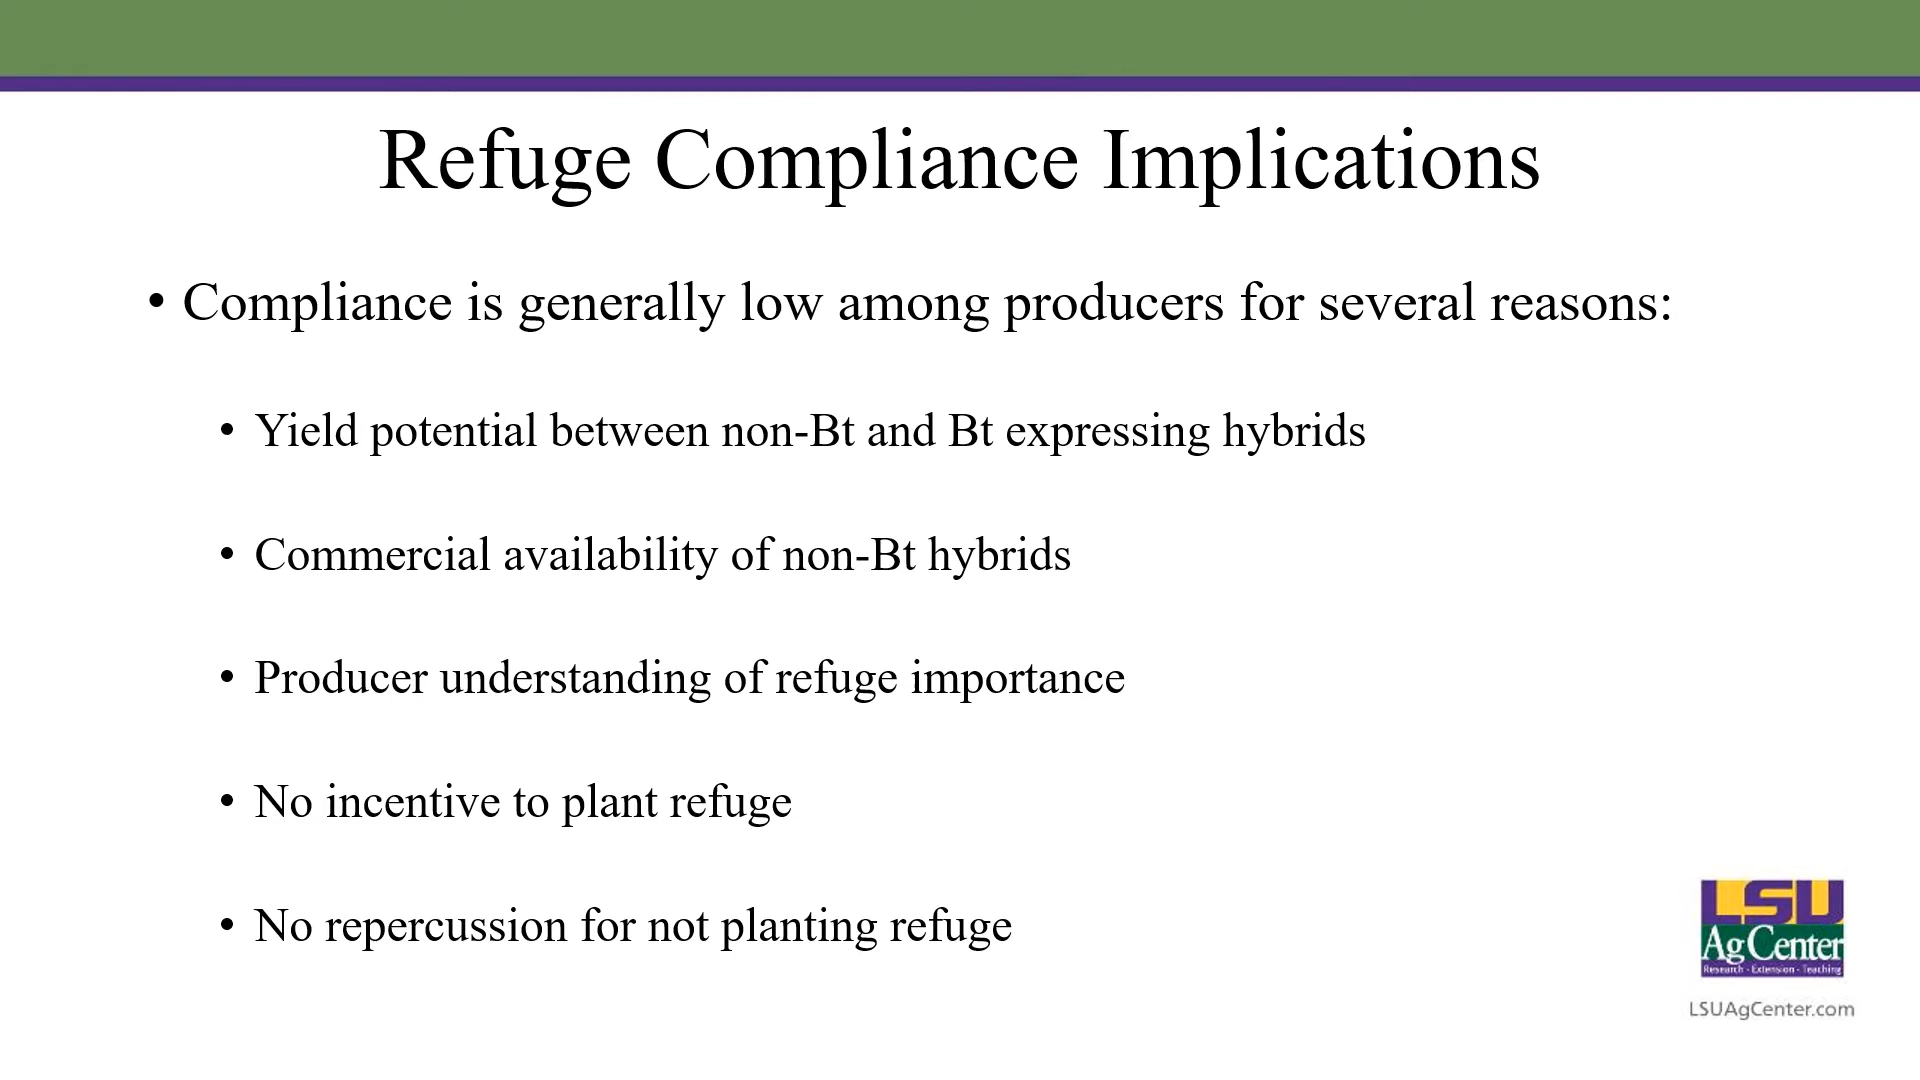 Refuge Compliance Implications
• Compliance is generally low among producers for several reasons:
• Yield potential between non-Bt and Bt expressing hybrids
• Commercial availability of non-Bt hybrids
• Producer understanding of refuge importance
• No incentive to plant refuge
• No repercussion for not planting refuge
LSU
Ag Center
Research · Extension · Teaching
LSUAgCenter.com